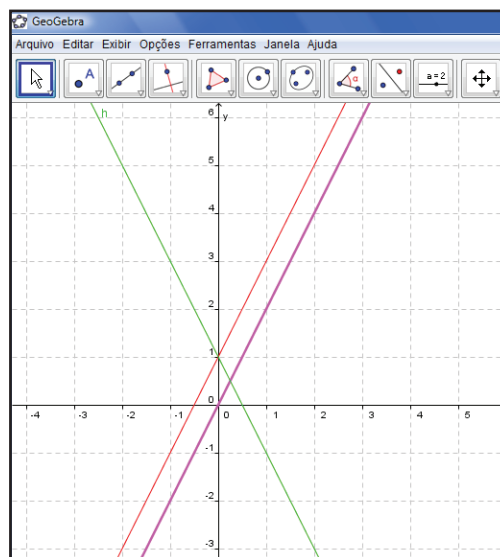 GeoGebra
Arquivo Editar Exibir Opções Ferramentas Janela Ajuda
A α a=2
h 6 y
5
4
3
2
1
0
-4 -3 -2 -1 0 1 2 3 4 5
-1
-2
-3